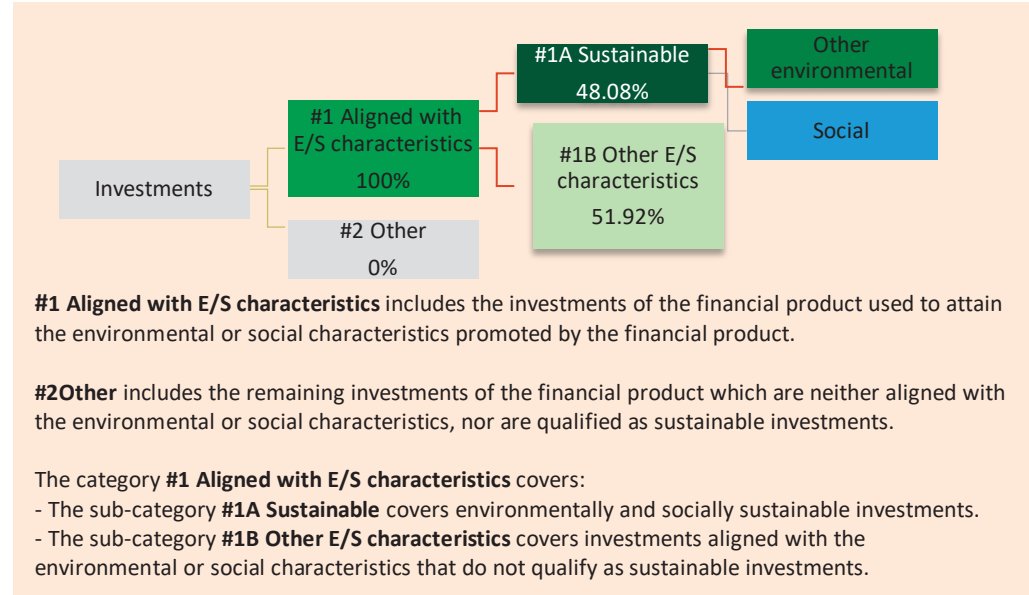 Investments
#1 Aligned with
E/S characteristics
100%
#2 Other
0%
#1A Sustainable
48.08%
#1B Other E/S
characteristics
51.92%
Other
environmental
Social
#1 Aligned with E/S characteristics includes the investments of the financial product used to attain
the environmental or social characteristics promoted by the financial product.
#2Other includes the remaining investments of the financial product which are neither aligned with
the environmental or social characteristics, nor are qualified as sustainable investments.
The category #1 Aligned with E/S characteristics covers:
- The sub-category #1A Sustainable covers environmentally and socially sustainable investments.
- The sub-category #1B Other E/S characteristics covers investments aligned with the
environmental or social characteristics that do not qualify as sustainable investments.